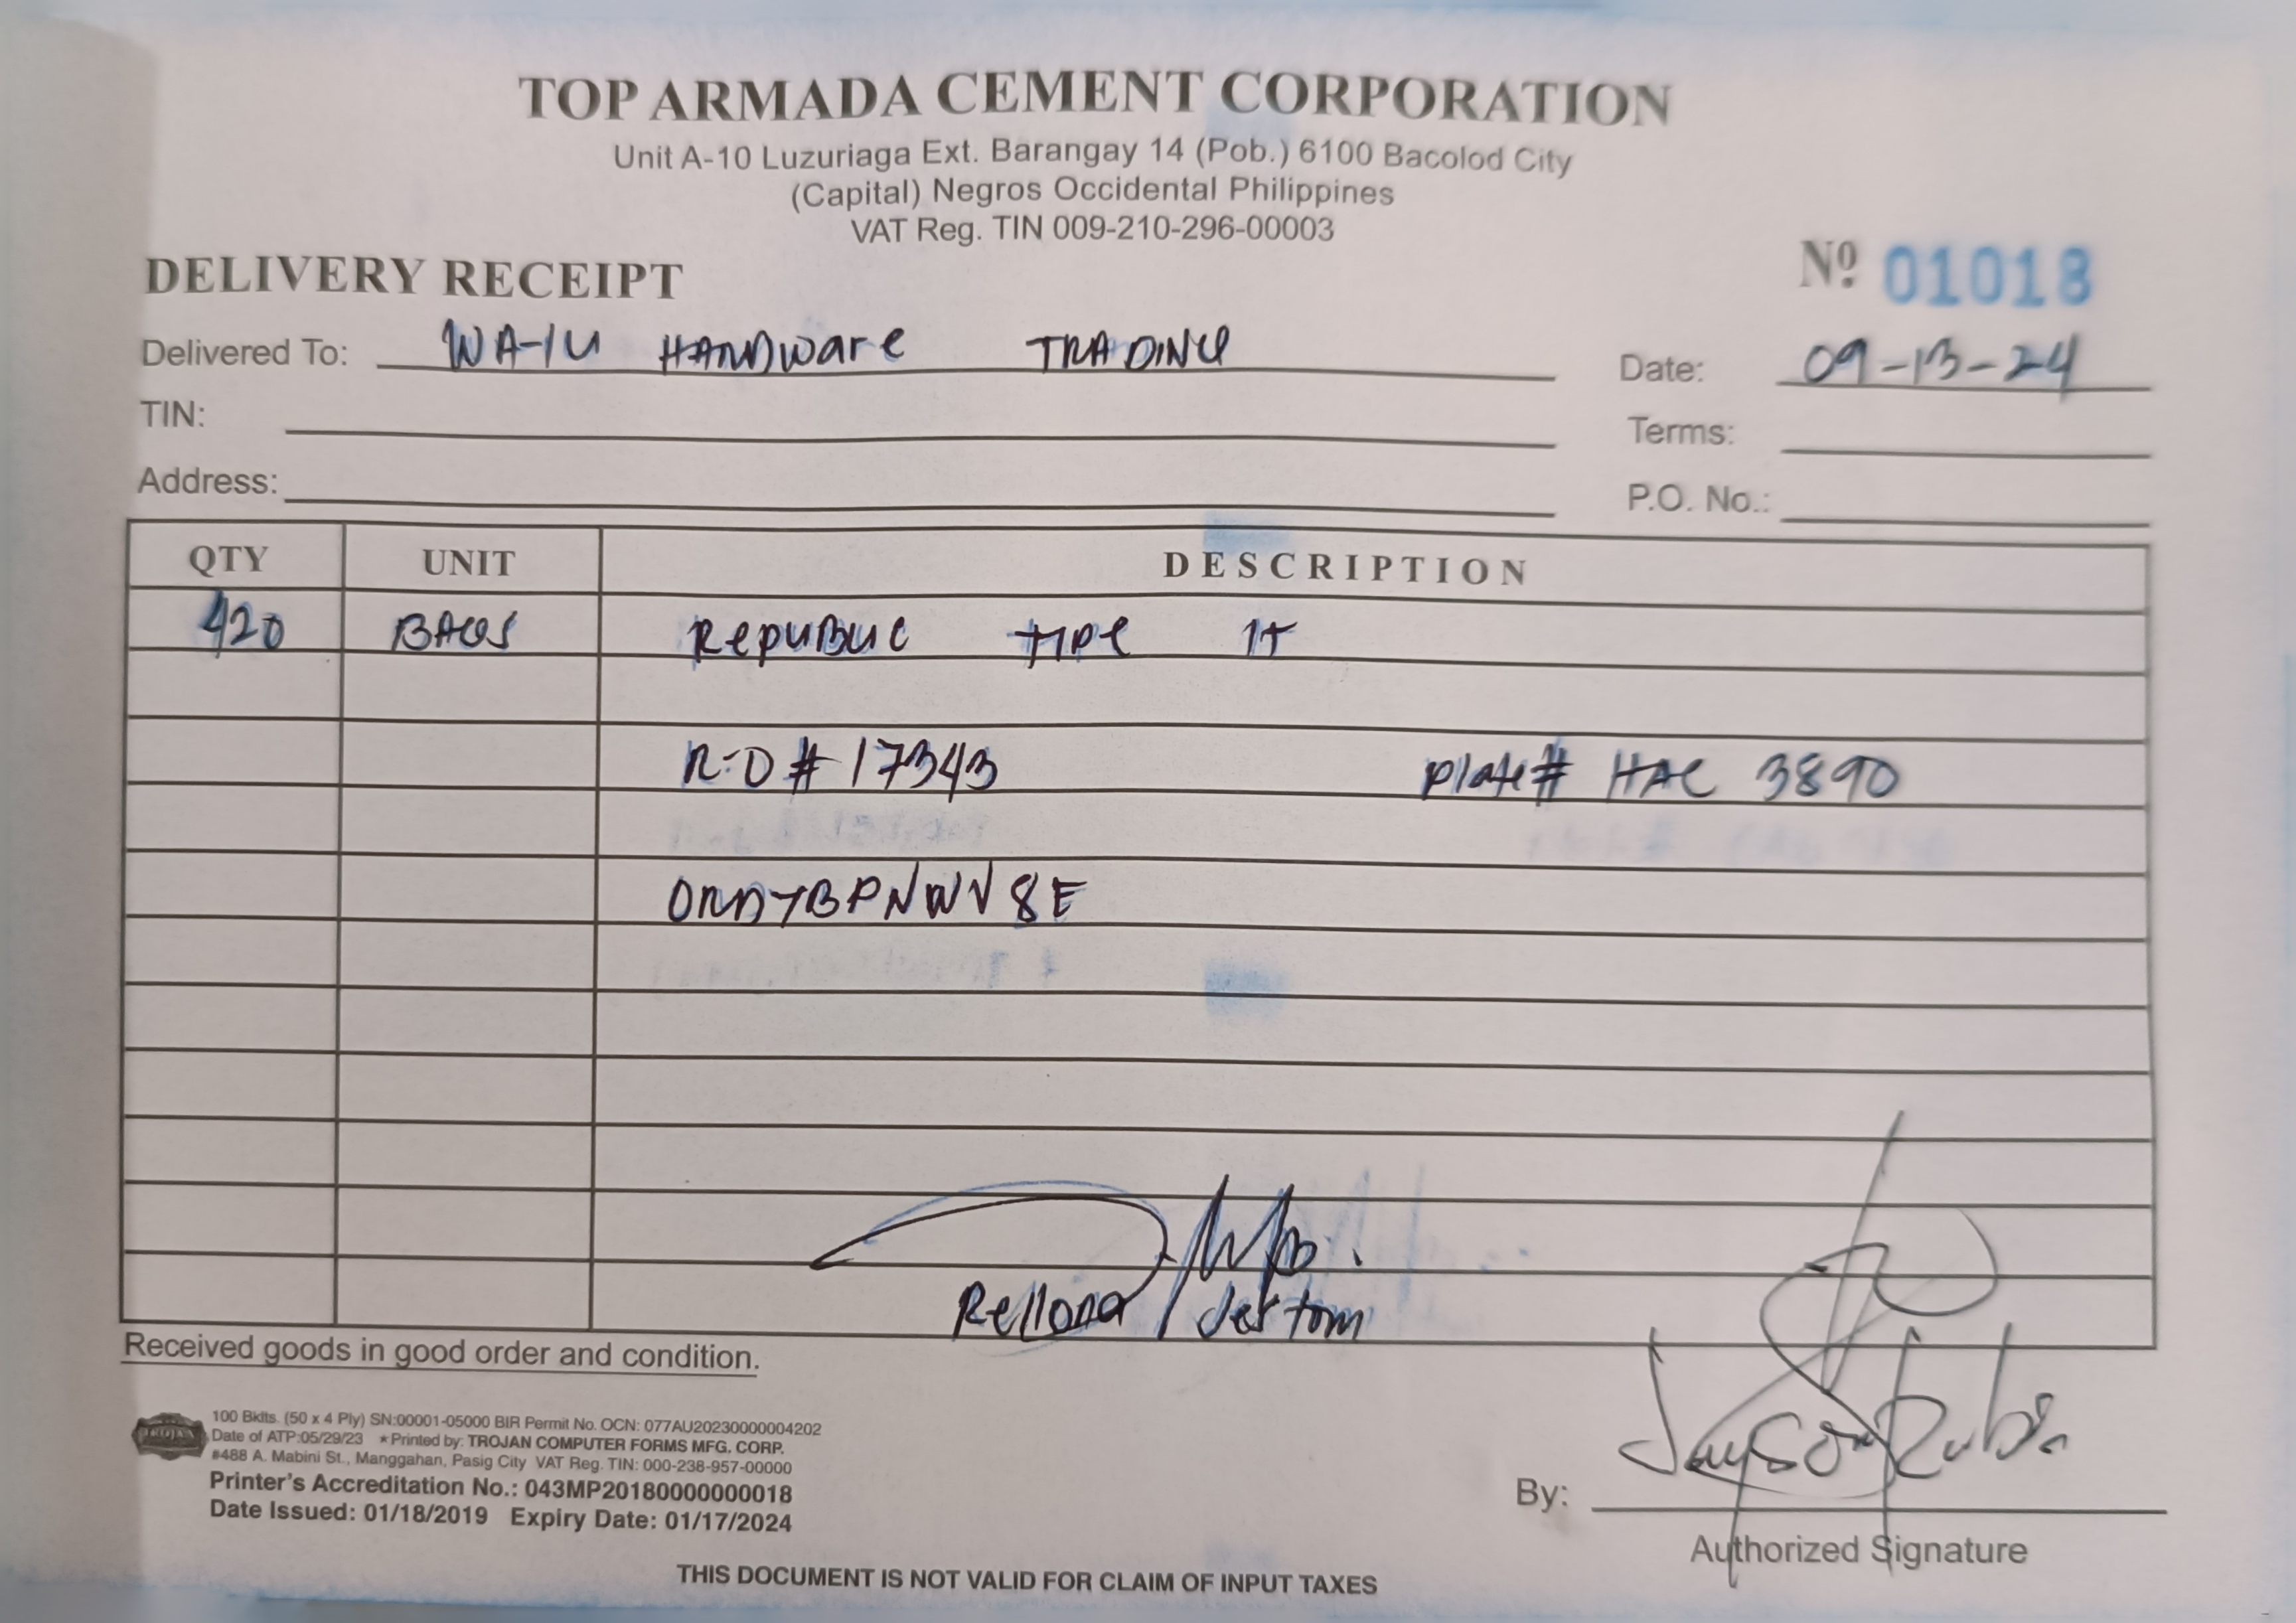 TOP ARMADA CEMENT CORPORATION
Unit A-10 Luzuriaga Ext. Barangay 14 (Pob.) 6100 Bacolod City
(Capital) Negros Occidental Philippines
VAT Reg. TIN 009-210-296-00003
DELIVERY RECEIPT Nº 01018
Delivered To: WA-IU HARDWare TRADING Date: 09-13-24
TIN: Terms:
Address: P.O. No.:
QTY UNIT DESCRIPTION
420 BAGS RepuBLIC TYPE 1T
R-O # 17343 plate# HAC 3890
ORD7BPNWV8E
Rellona / Jertom
Received goods in good order and condition.
100 Bklts. (50 x 4 Ply) SN:00001-05000 BIR Permit No. OCN: 077AU20230000004202
Date of ATP:05/29/23 ★Printed by: TROJAN COMPUTER FORMS MFG. CORP.
#488 A. Mabini St., Manggahan, Pasig City VAT Reg. TIN: 000-238-957-00000
Printer's Accreditation No.: 043MP20180000000018
Date Issued: 01/18/2019 Expiry Date: 01/17/2024
TROJAN
Jayson Rubin
By:
Authorized Signature
THIS DOCUMENT IS NOT VALID FOR CLAIM OF INPUT TAXES